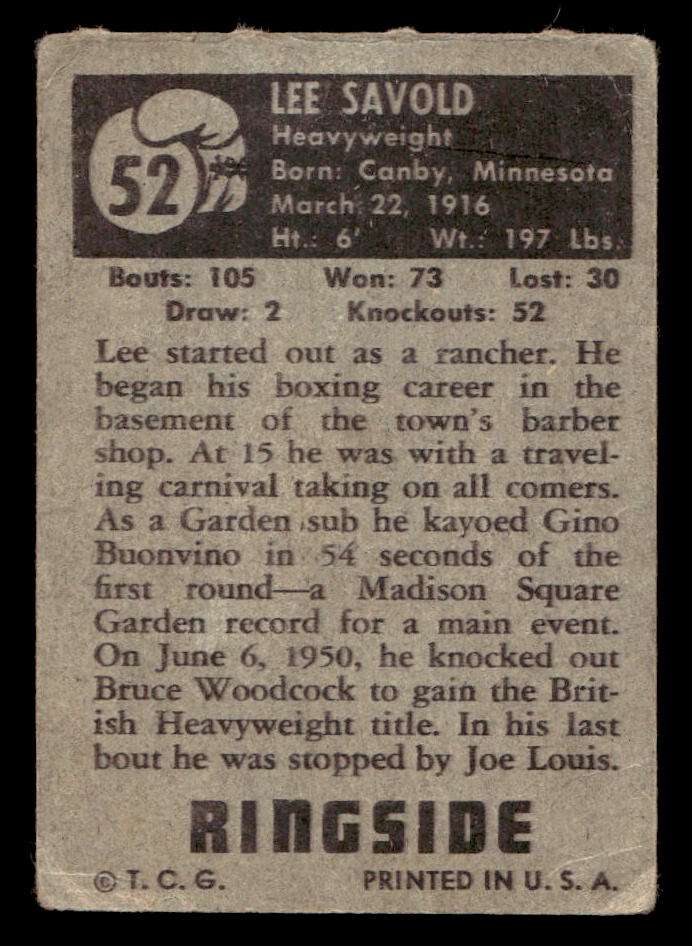 52
LEE SAVOLD
Heavyweight
Born: Canby, Minnesota
March 22, 1916
Ht.: 6' Wt.: 197 Lbs.
Bouts: 105 Won: 73 Lost: 30
Draw: 2 Knockouts: 52
Lee started out as a rancher. He
began his boxing career in the
basement of the town's barber
shop. At 15 he was with a travel-
ing carnival taking on all comers.
As a Garden sub he kayoed Gino
Buonvino in 54 seconds of the
first round—a Madison Square
Garden record for a main event.
On June 6, 1950, he knocked out
Bruce Woodcock to gain the Brit-
ish Heavyweight title. In his last
bout he was stopped by Joe Louis.
RINGSIDE
© T. C. G. PRINTED IN U. S. A.